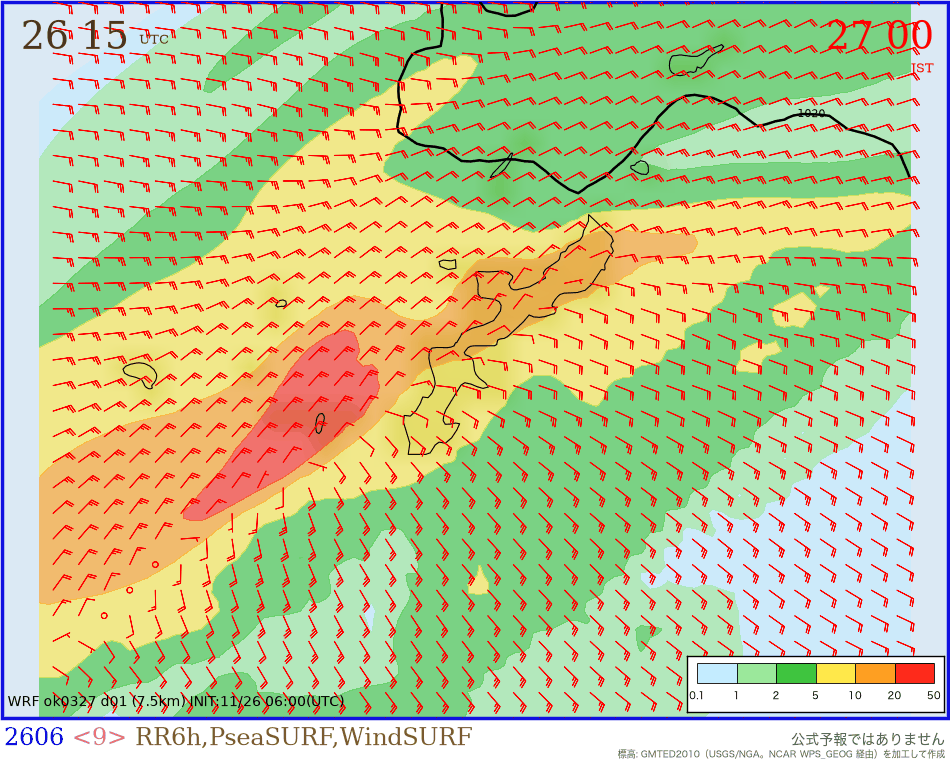 26 15 UTC
27 00 JST
1020
WRF ok0327 d01 (7.5km) INIT:11/26 06:00(UTC)
0.1 1 2 5 10 20 50
2606 <9> RR6h,PseaSURF,WindSURF
公式予報ではありません
標高: GMTED2010（USGS/NGA。NCAR WPS_GEOG 経由）を加工して作成